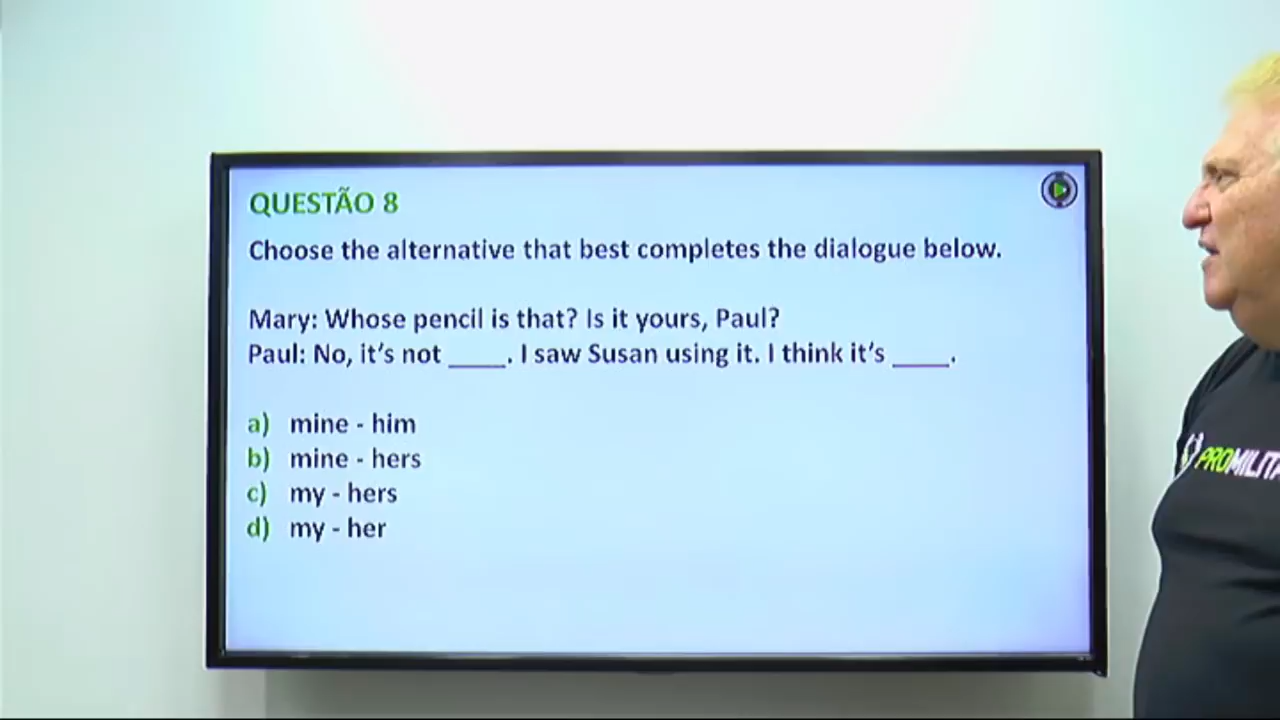 QUESTÃO 8
Choose the alternative that best completes the dialogue below.
Mary: Whose pencil is that? Is it yours, Paul?
Paul: No, it's not ____. I saw Susan using it. I think it's ____.
a) mine - him
b) mine - hers
c) my - hers
d) my - her
PROMILITA